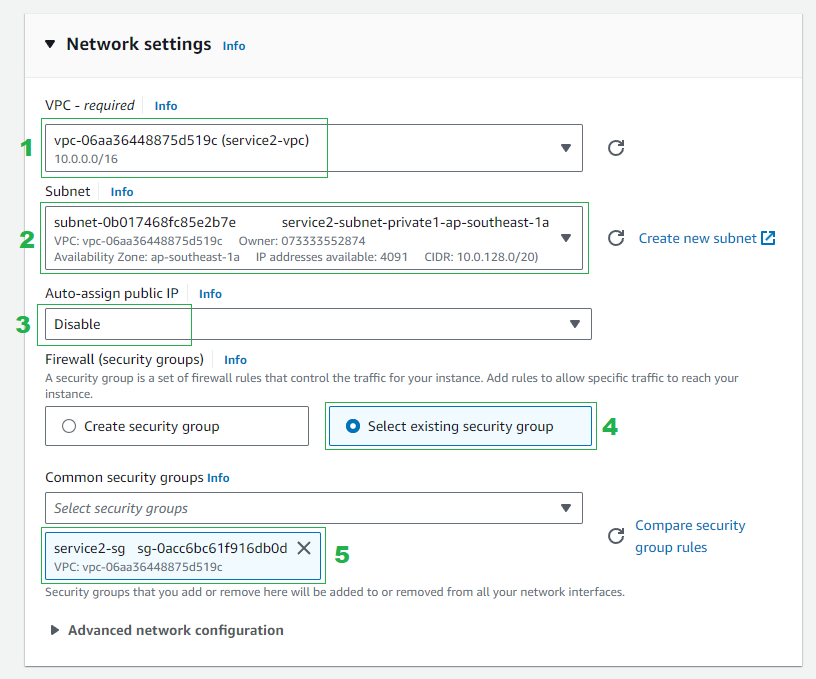 Network settings Info
VPC - required Info
1
vpc-06aa36448875d519c (service2-vpc)
10.0.0.0/16
Subnet Info
2
subnet-0b017468fc85e2b7e service2-subnet-private1-ap-southeast-1a
VPC: vpc-06aa36448875d519c Owner: 073333552874
Availability Zone: ap-southeast-1a IP addresses available: 4091 CIDR: 10.0.128.0/20)
Create new subnet
Auto-assign public IP Info
3
Disable
Firewall (security groups) Info
A security group is a set of firewall rules that control the traffic for your instance. Add rules to allow specific traffic to reach your
instance.
Create security group
Select existing security group
4
Common security groups Info
Select security groups
Compare security
group rules
service2-sg sg-0acc6bc61f916db0d
VPC: vpc-06aa36448875d519c
5
Security groups that you add or remove here will be added to or removed from all your network interfaces.
Advanced network configuration